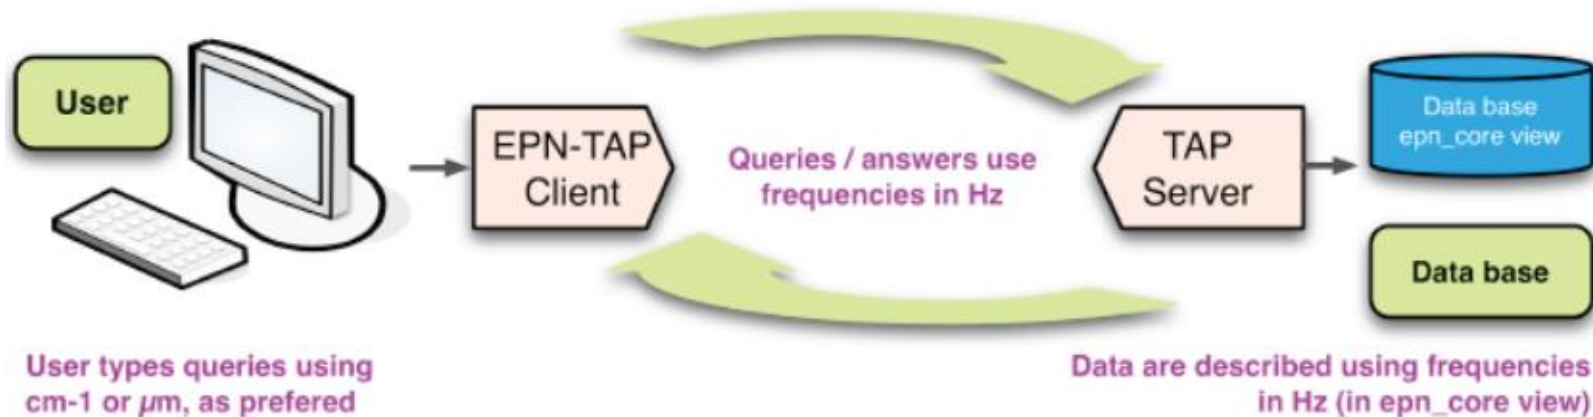 User
EPN-TAP
Client
Queries / answers use
frequencies in Hz
TAP
Server
Data base
epn_core view
Data base
User types queries using
cm-1 or µm, as prefered
Data are described using frequencies
in Hz (in epn_core view)